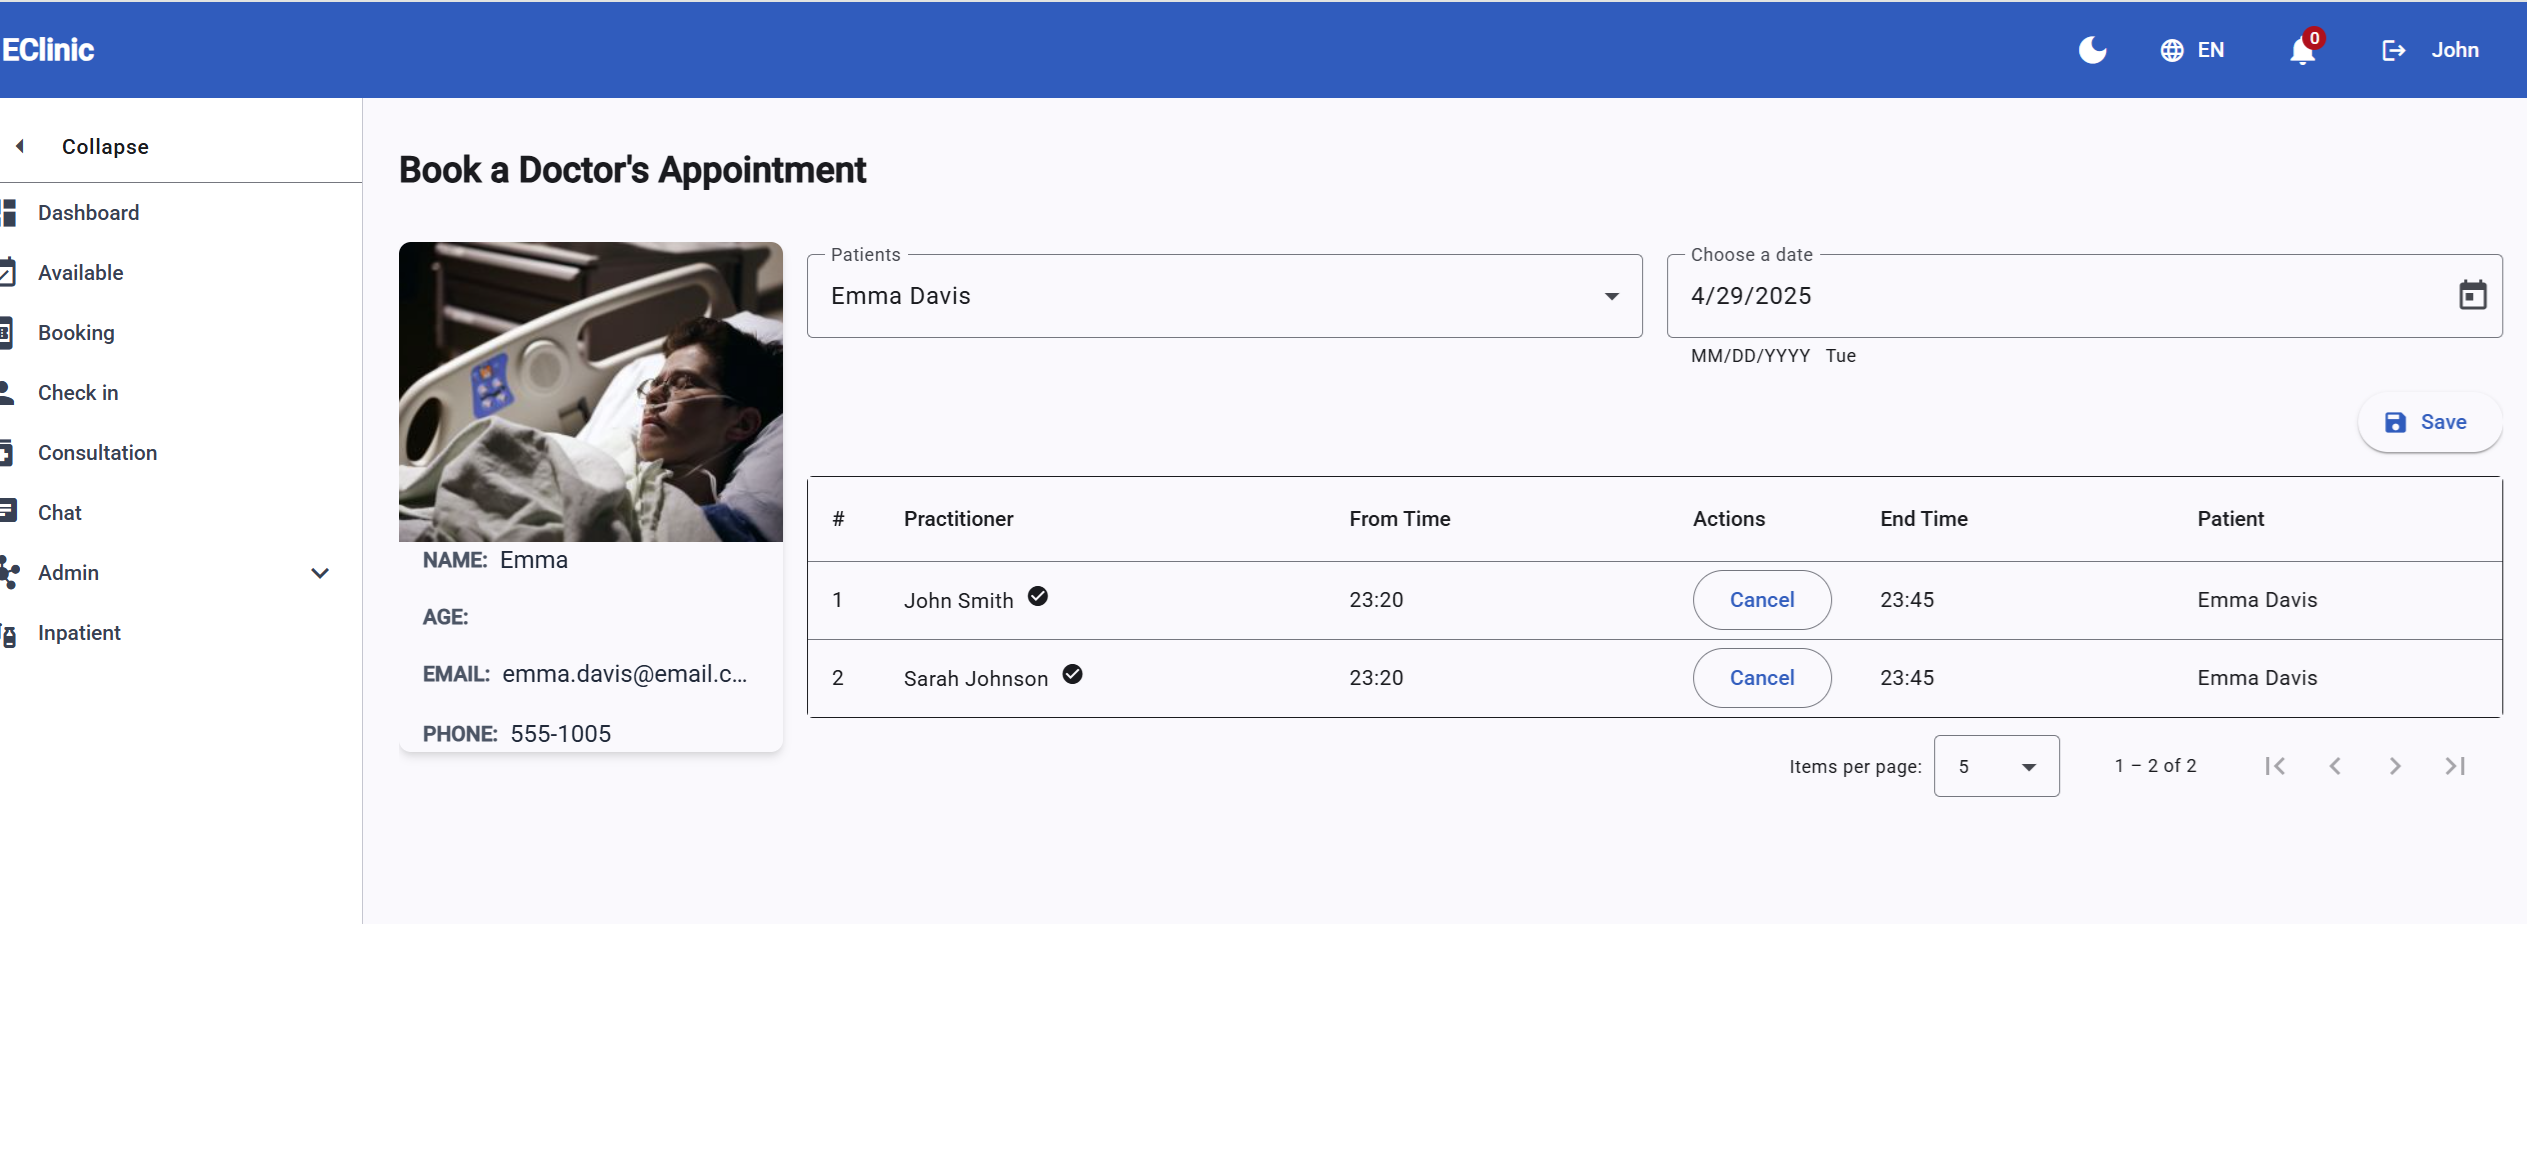 EClinic
EN
0
John
Collapse
Dashboard
Available
Booking
Check in
Consultation
Chat
Admin
Inpatient
Book a Doctor's Appointment
NAME: Emma
AGE:
EMAIL: emma.davis@email.c...
PHONE: 555-1005
Patients
Emma Davis
Choose a date
4/29/2025
MM/DD/YYYY Tue
Save
# Practitioner From Time Actions End Time Patient
1 John Smith 23:20 Cancel 23:45 Emma Davis
2 Sarah Johnson 23:20 Cancel 23:45 Emma Davis
Items per page: 5 1 – 2 of 2